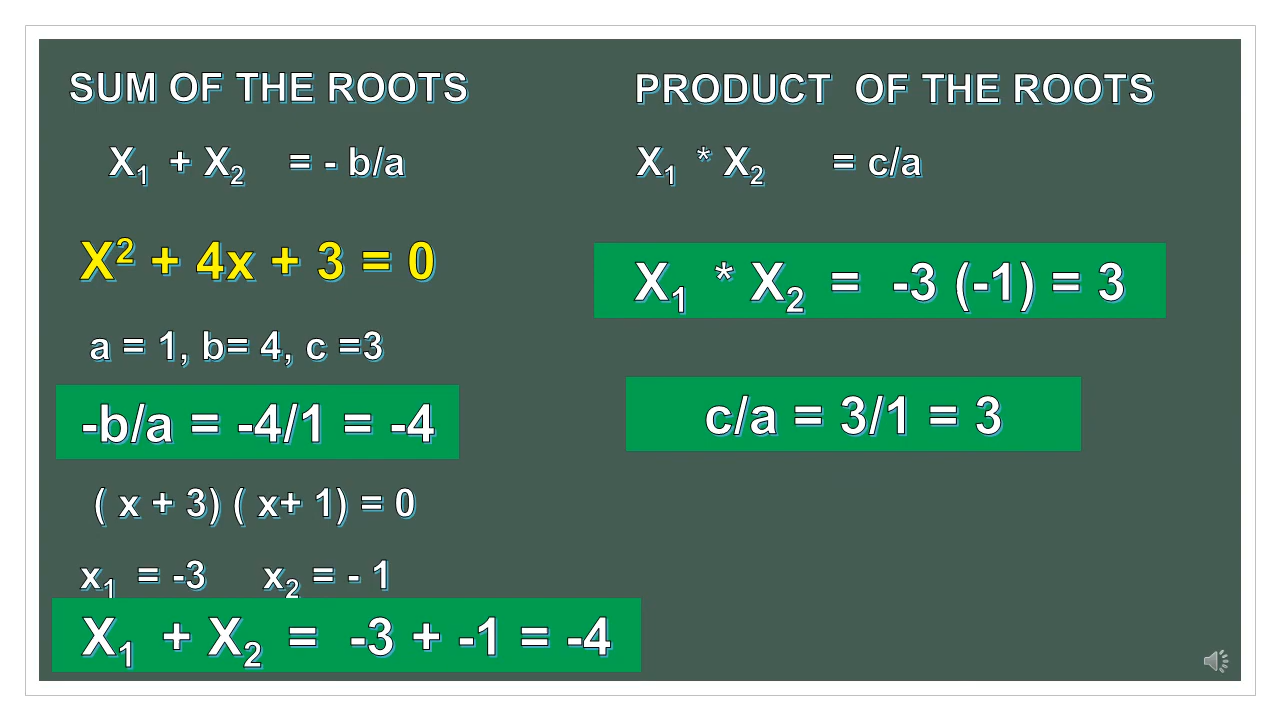 SUM OF THE ROOTS
X₁ + X₂ = - b/a
X² + 4x + 3 = 0
a = 1, b= 4, c =3
-b/a = -4/1 = -4
( x + 3) ( x+ 1) = 0
x₁ = -3 x₂ = - 1
X₁ + X₂ = -3 + -1 = -4
PRODUCT OF THE ROOTS
X₁ * X₂ = c/a
X₁ * X₂ = -3 (-1) = 3
c/a = 3/1 = 3